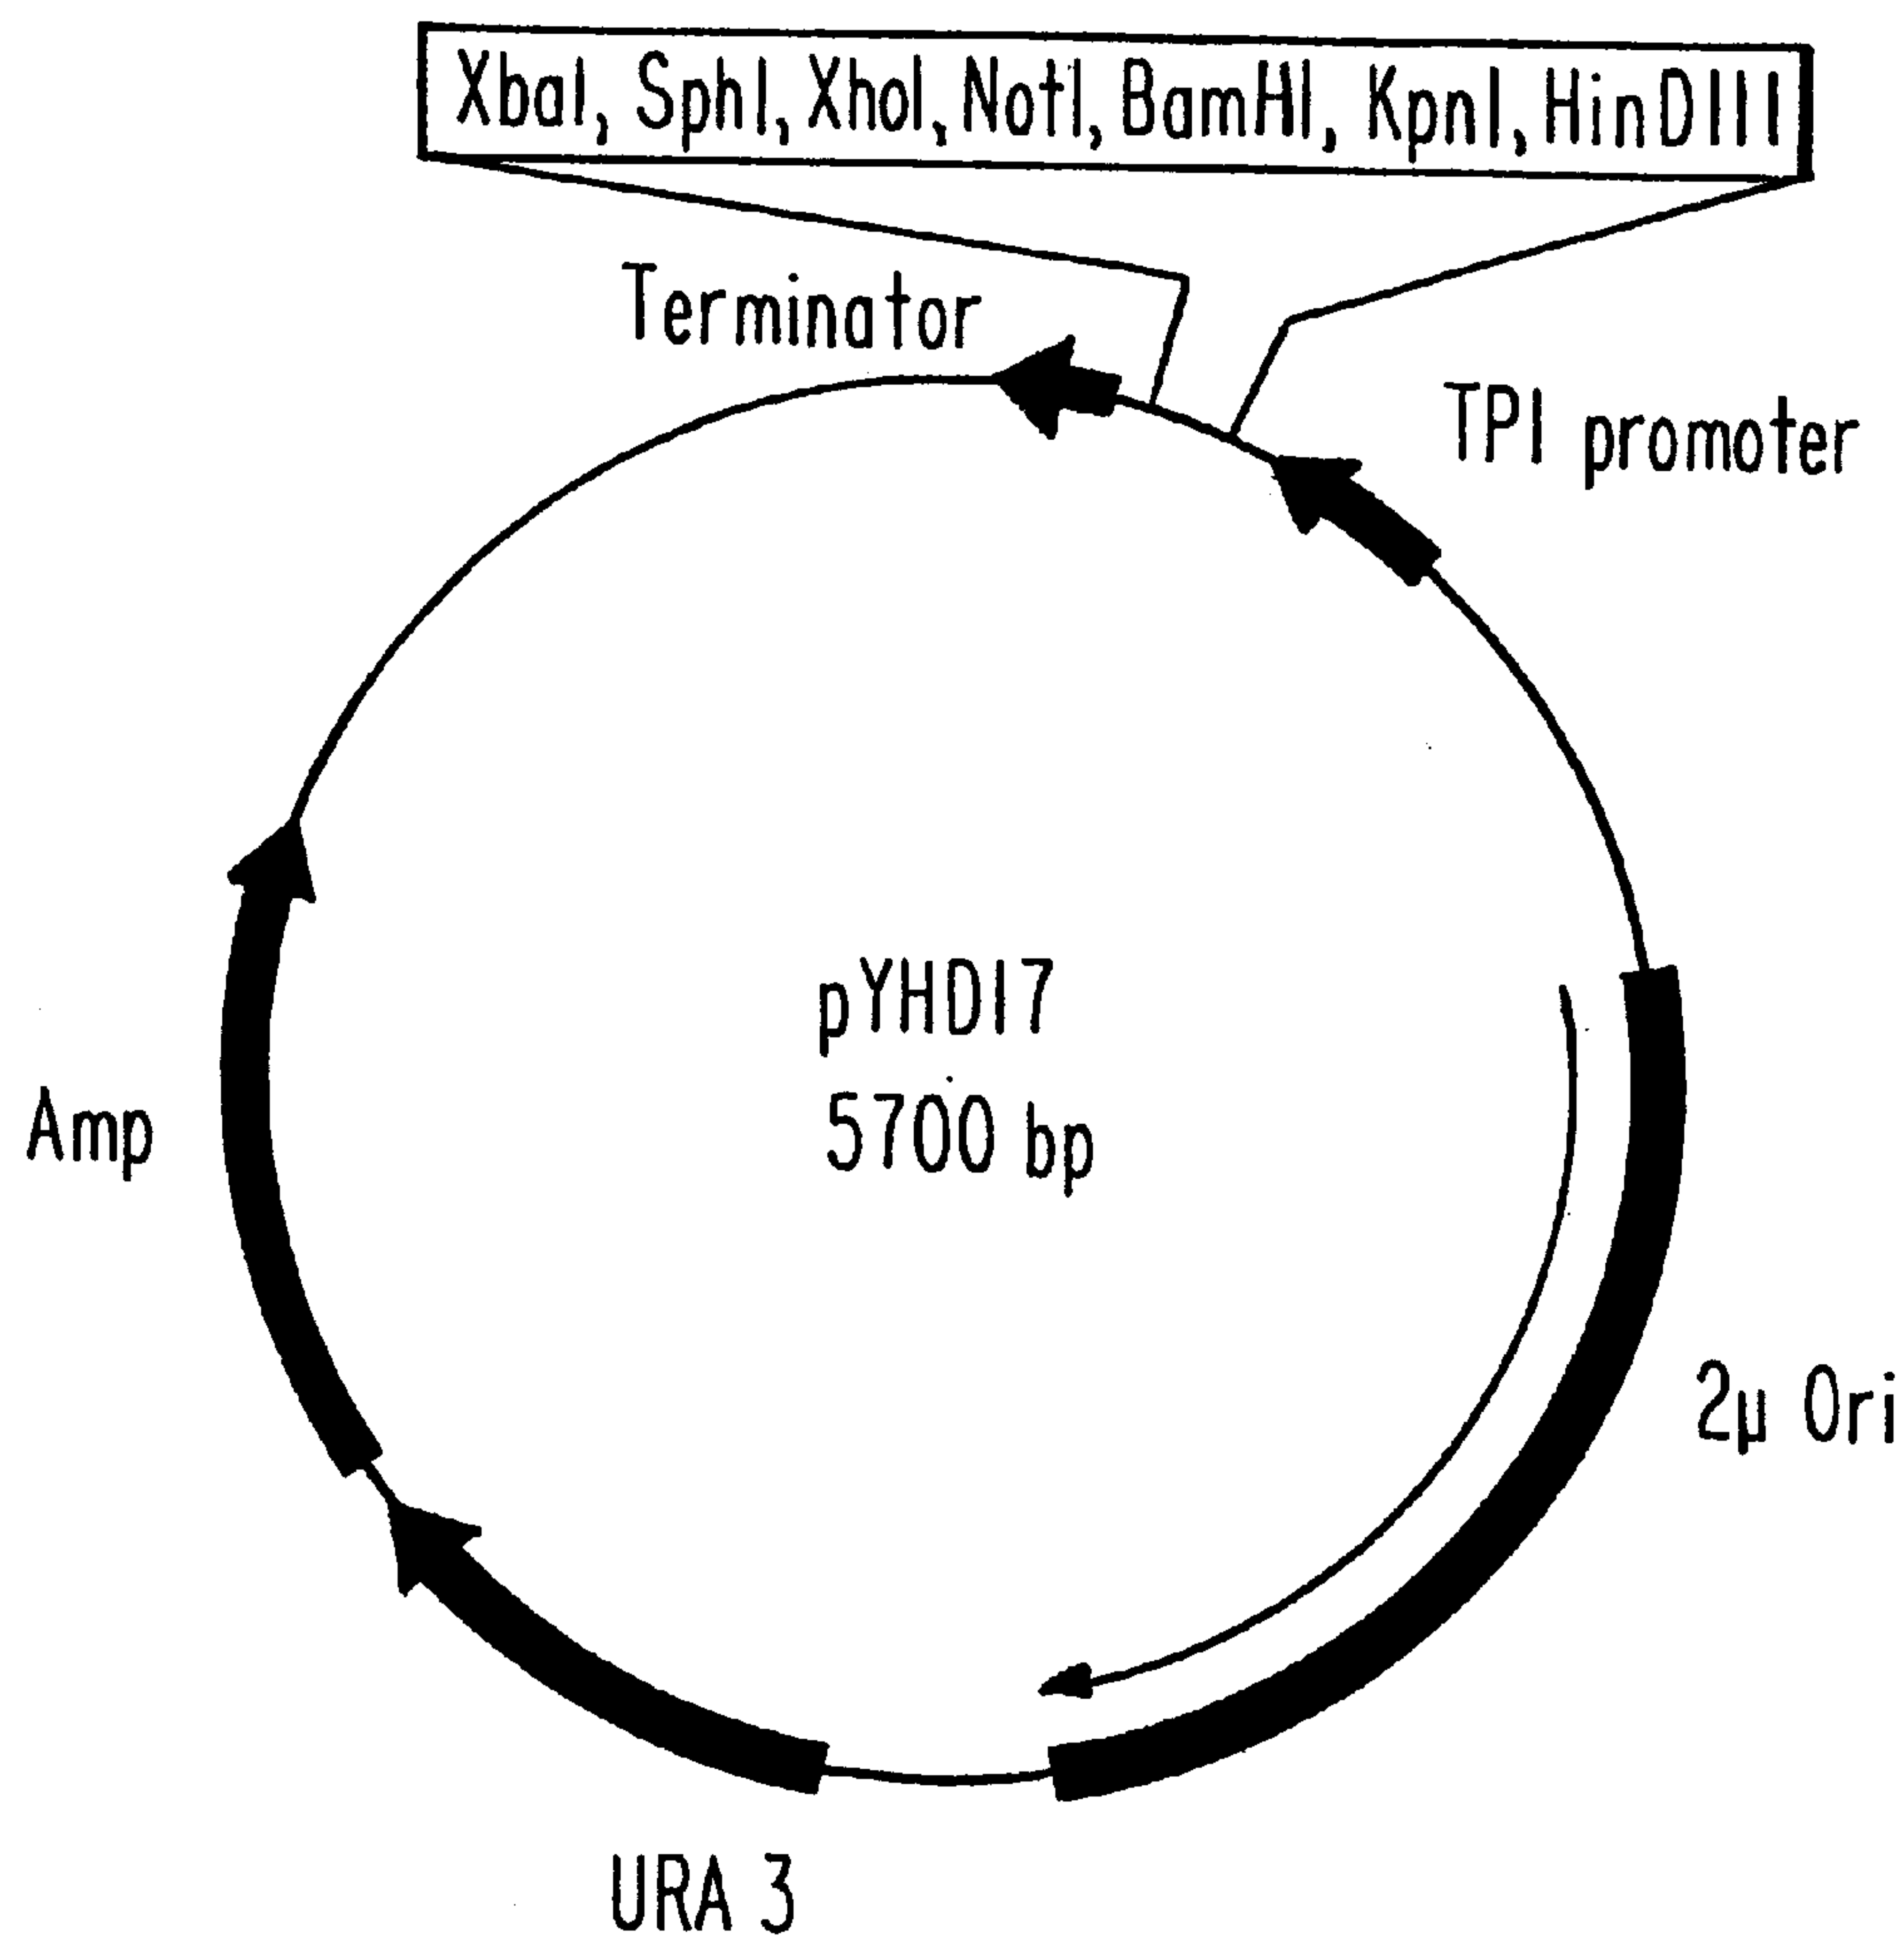 XbaI, SphI, XhoI, NotI, BamHI, KpnI, HinDIII
Terminator
TPI promoter
pYHD17
5700 bp
Amp
2µ Ori
URA 3